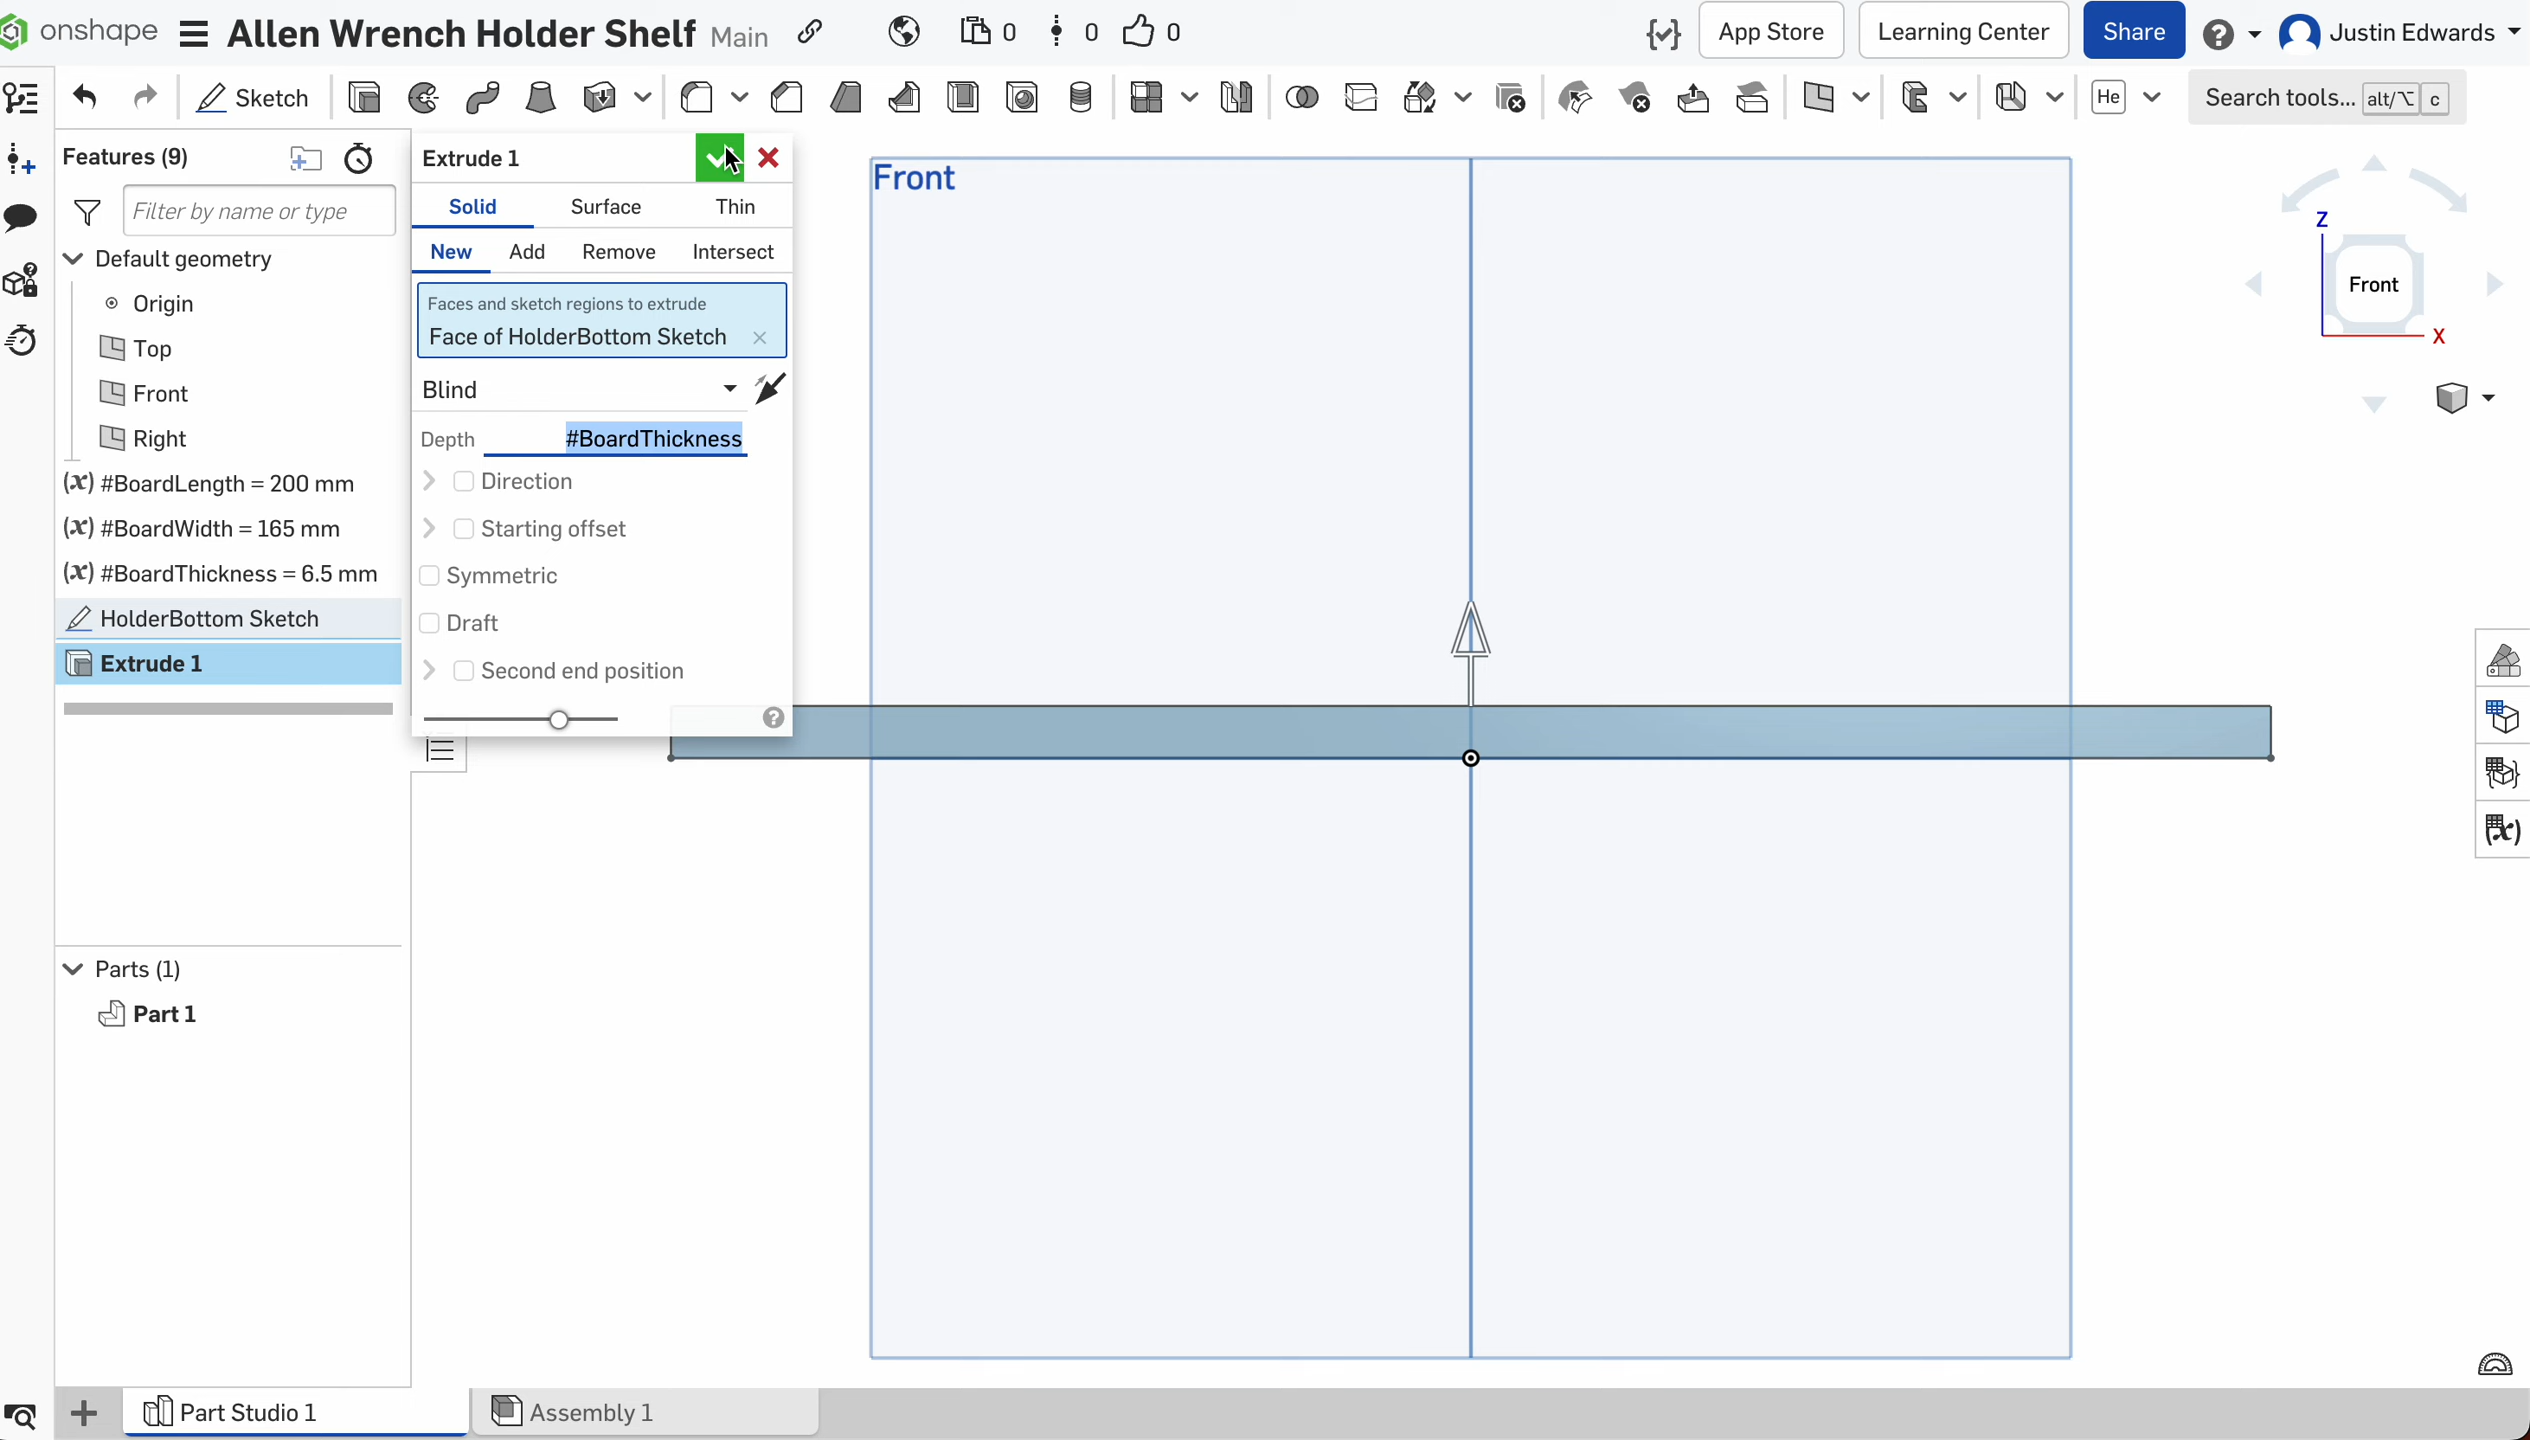 onshape Allen Wrench Holder Shelf Main 0 0 0 App Store Learning Center Share Justin Edwards
Sketch He Search tools... alt/⌥ c
Features (9)
Filter by name or type
Default geometry
Origin
Top
Front
Right
(x) #BoardLength = 200 mm
(x) #BoardWidth = 165 mm
(x) #BoardThickness = 6.5 mm
HolderBottom Sketch
Extrude 1
Parts (1)
Part 1
Extrude 1
Solid Surface Thin
New Add Remove Intersect
Faces and sketch regions to extrude
Face of HolderBottom Sketch
Blind
Depth #BoardThickness
Direction
Starting offset
Symmetric
Draft
Second end position
Front
Z
Front
X
(x)
Part Studio 1 Assembly 1